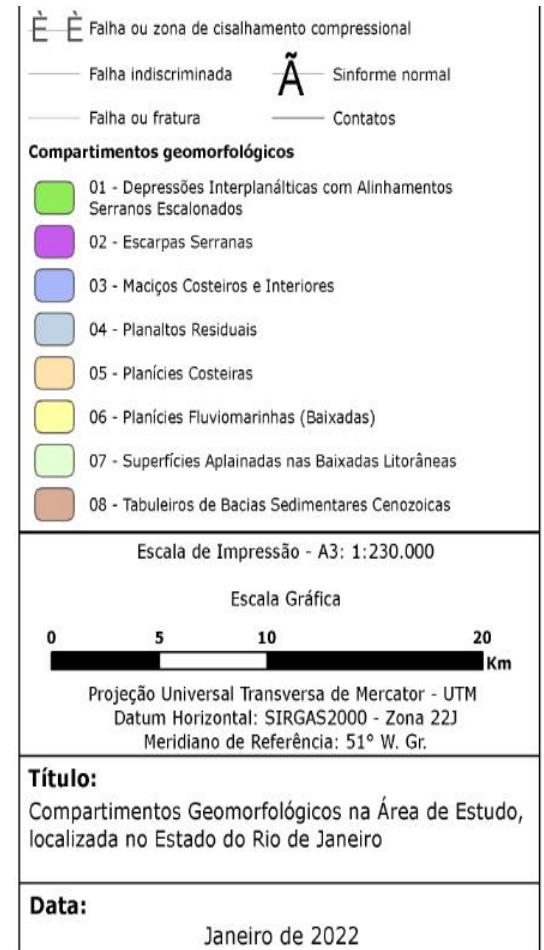 È È Falha ou zona de cisalhamento compressional
Falha indiscriminada Ã Sinforme normal
Falha ou fratura Contatos
Compartimentos geomorfológicos
01 - Depressões Interplanálticas com Alinhamentos
Serranos Escalonados
02 - Escarpas Serranas
03 - Maciços Costeiros e Interiores
04 - Planaltos Residuais
05 - Planícies Costeiras
06 - Planícies Fluviomarinhas (Baixadas)
07 - Superfícies Aplainadas nas Baixadas Litorâneas
08 - Tabuleiros de Bacias Sedimentares Cenozoicas
Escala de Impressão - A3: 1:230.000
Escala Gráfica
0 5 10 20
Km
Projeção Universal Transversa de Mercator - UTM
Datum Horizontal: SIRGAS2000 - Zona 22J
Meridiano de Referência: 51° W. Gr.
Título:
Compartimentos Geomorfológicos na Área de Estudo,
localizada no Estado do Rio de Janeiro
Data:
Janeiro de 2022